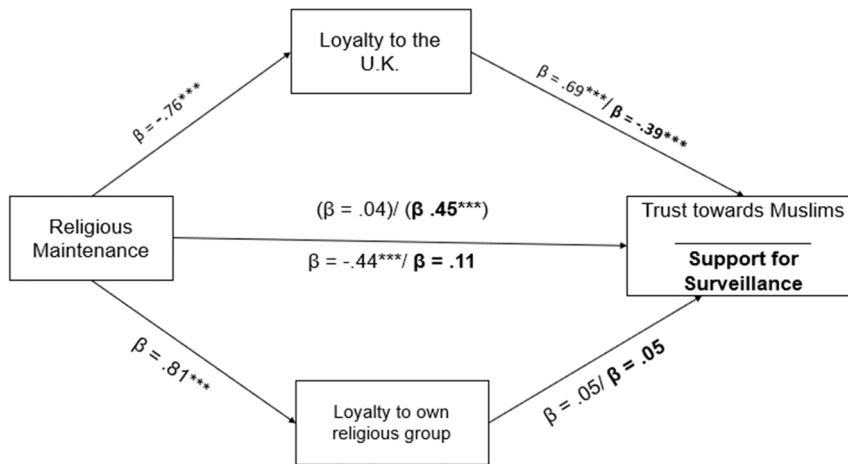 Loyalty to the
U.K.
β = -.76***
β = .69***/ β = -.39***
Religious
Maintenance
(β = .04)/ (β .45***)
β = -.44***/ β = .11
Trust towards Muslims
Support for
Surveillance
β = .81***
β = .05/ β = .05
Loyalty to own
religious group